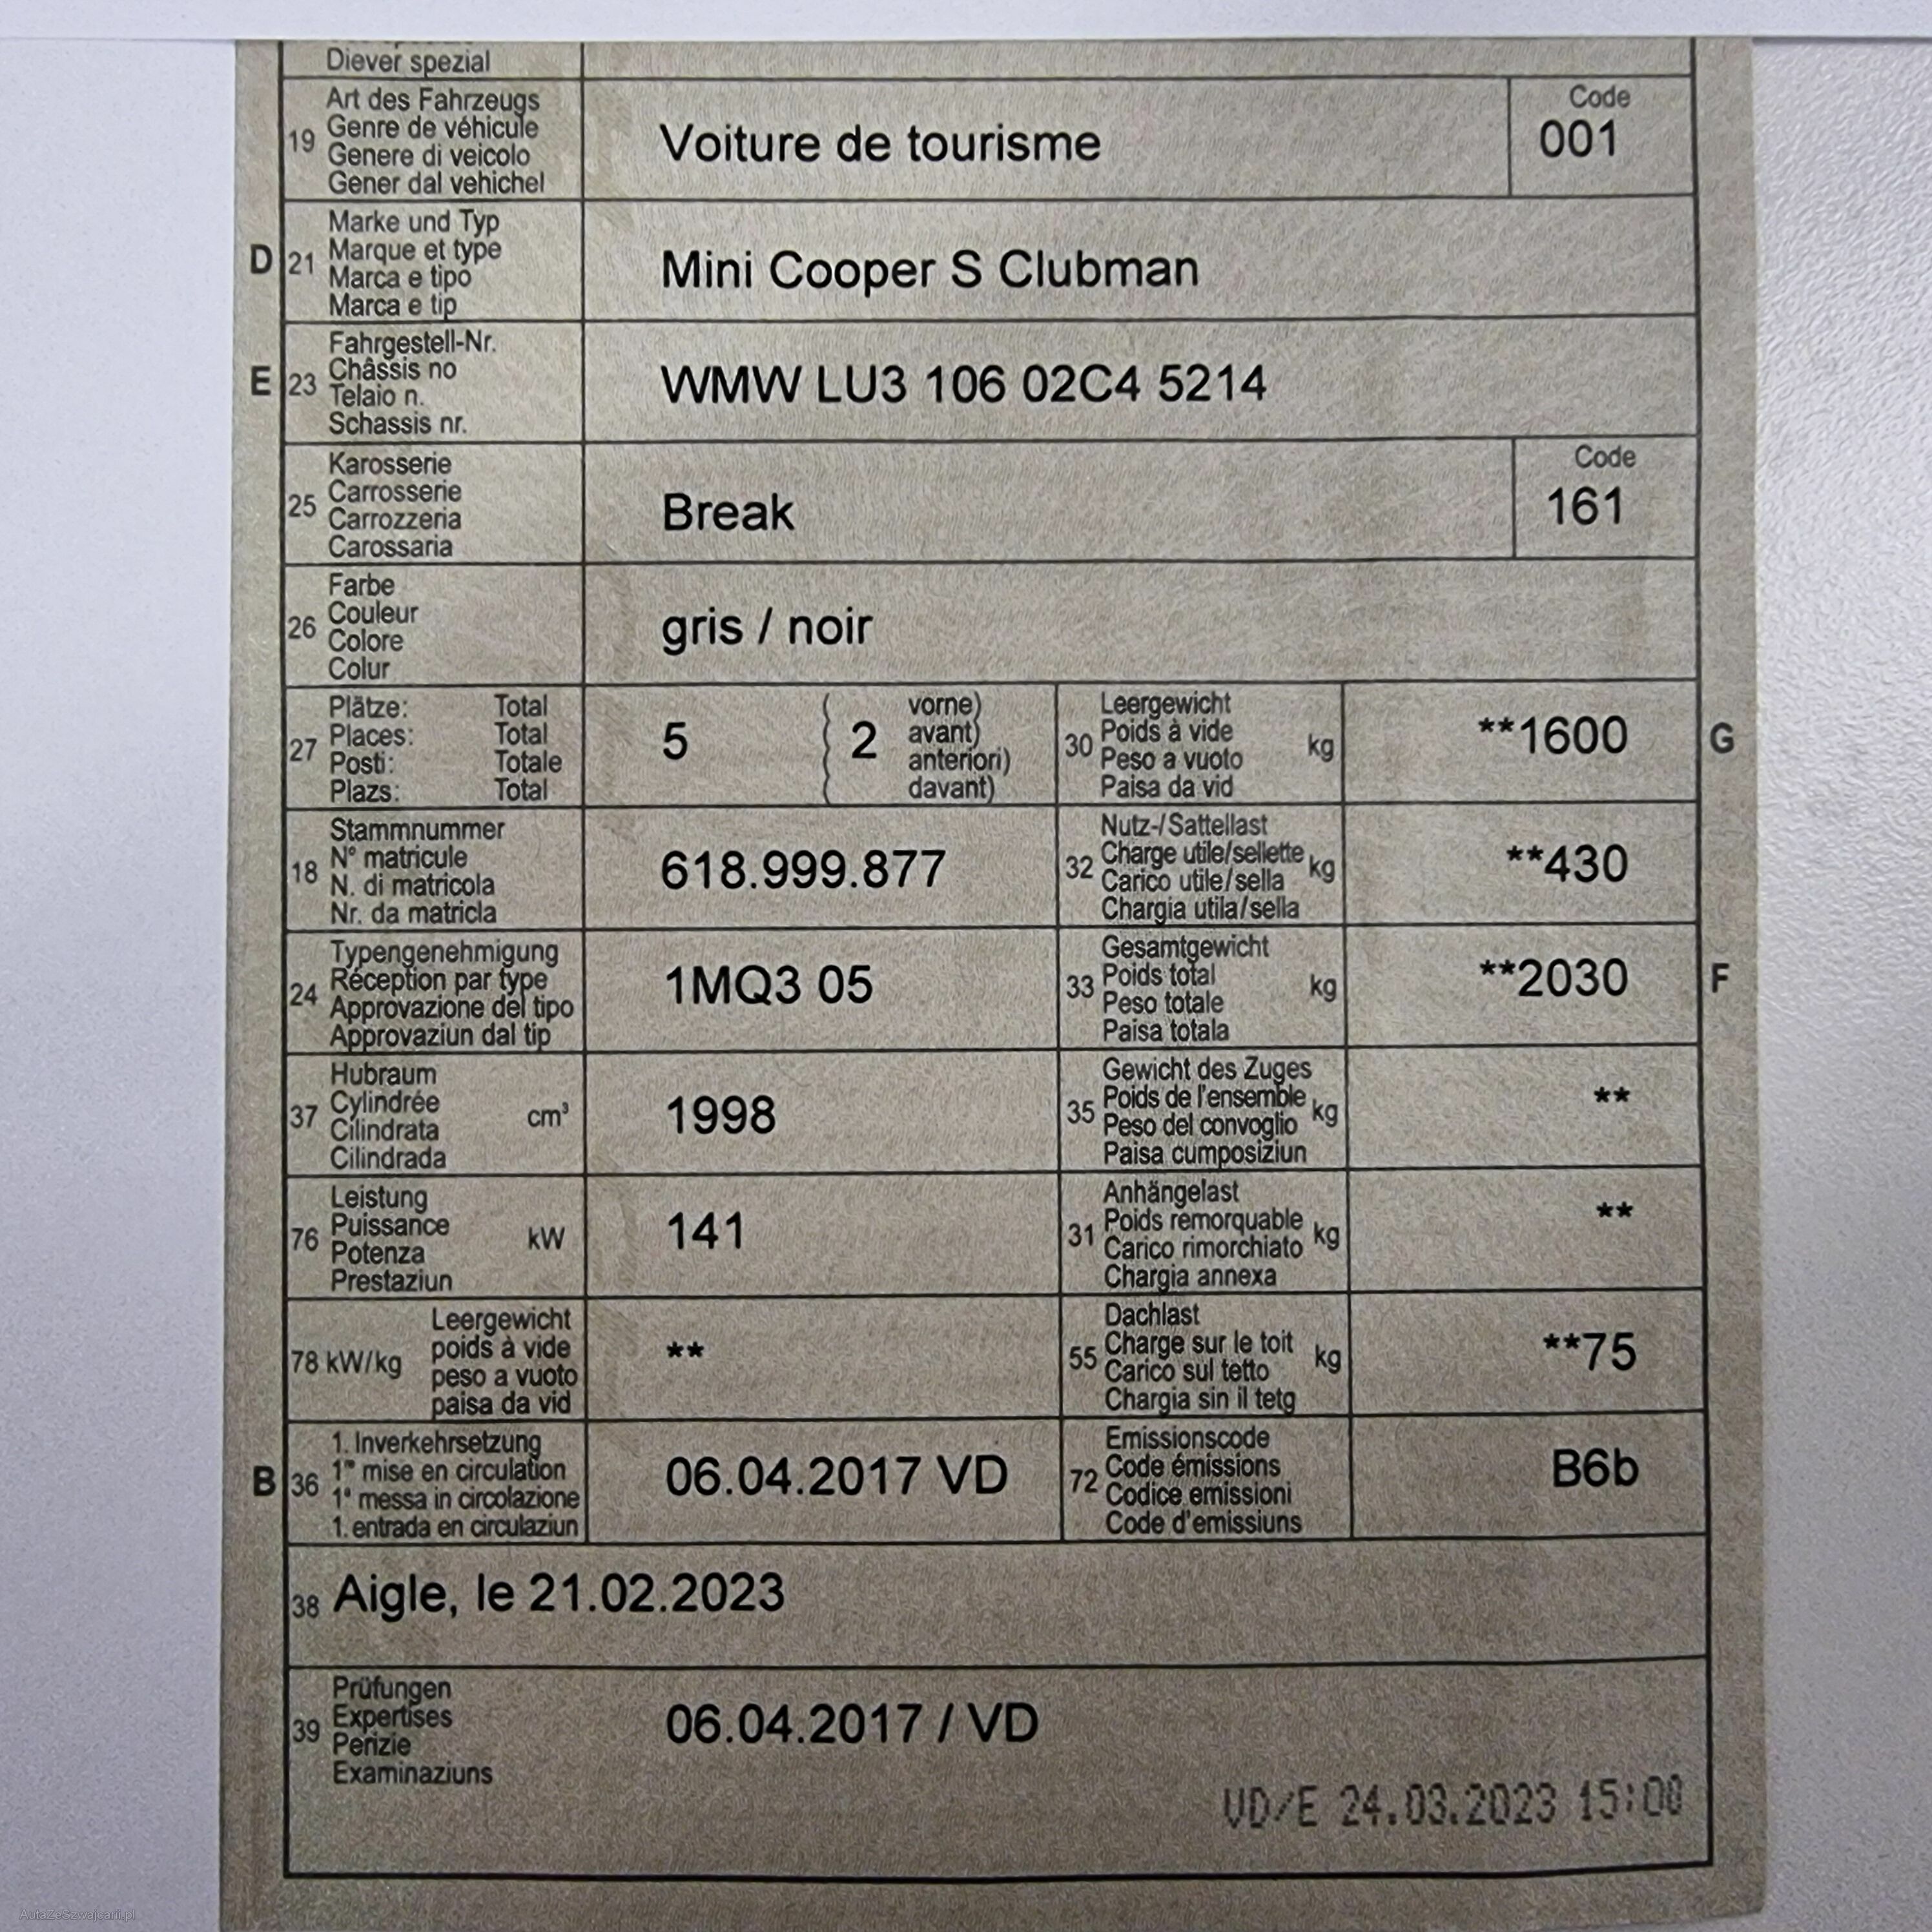 Diever spezial
19 Art des Fahrzeugs
Genre de véhicule
Genere di veicolo
Gener dal vehichel
Voiture de tourisme
Code
001
D 21 Marke und Typ
Marque et type
Marca e tipo
Marca e tip
Mini Cooper S Clubman
E 23 Fahrgestell-Nr.
Châssis no
Telaio n.
Schassis nr.
WMW LU3 106 02C4 5214
25 Karosserie
Carrosserie
Carrozzeria
Carossaria
Break
Code
161
26 Farbe
Couleur
Colore
Colur
gris / noir
27 Plätze: Total
Places: Total
Posti: Totale
Plazs: Total
5 ( 2 vorne)
avant)
anteriori)
davant)
30 Leergewicht
Poids à vide
Peso a vuoto
Paisa da vid
kg
**1600
G
18 Stammnummer
N° matricule
N. di matricola
Nr. da matricla
618.999.877
32 Nutz-/Sattellast
Charge utile/sellette
Carico utile/sella
Chargia utila/sella
kg
**430
24 Typengenehmigung
Réception par type
Approvazione del tipo
Approvaziun dal tip
1MQ3 05
33 Gesamtgewicht
Poids total
Peso totale
Paisa totala
kg
**2030
F
37 Hubraum
Cylindrée
Cilindrata
Cilindrada
cm³
1998
35 Gewicht des Zuges
Poids de l'ensemble
Peso del convoglio
Paisa cumposiziun
kg
**
76 Leistung
Puissance
Potenza
Prestaziun
kW
141
31 Anhängelast
Poids remorquable
Carico rimorchiato
Chargia annexa
kg
**
78 kW/kg
Leergewicht
poids à vide
peso a vuoto
paisa da vid
**
55 Dachlast
Charge sur le toit
Carico sul tetto
Chargia sin il tetg
kg
**75
B 36 1. Inverkehrsetzung
1re mise en circulation
1a messa in circolazione
1. entrada en circulaziun
06.04.2017 VD
72 Emissionscode
Code émissions
Codice emissioni
Code d'emissiuns
B6b
38 Aigle, le 21.02.2023
39 Prüfungen
Expertises
Perizie
Examinaziuns
06.04.2017 / VD
VD/E 24.03.2023 15:00
AutaZeSzwajcarii.pl